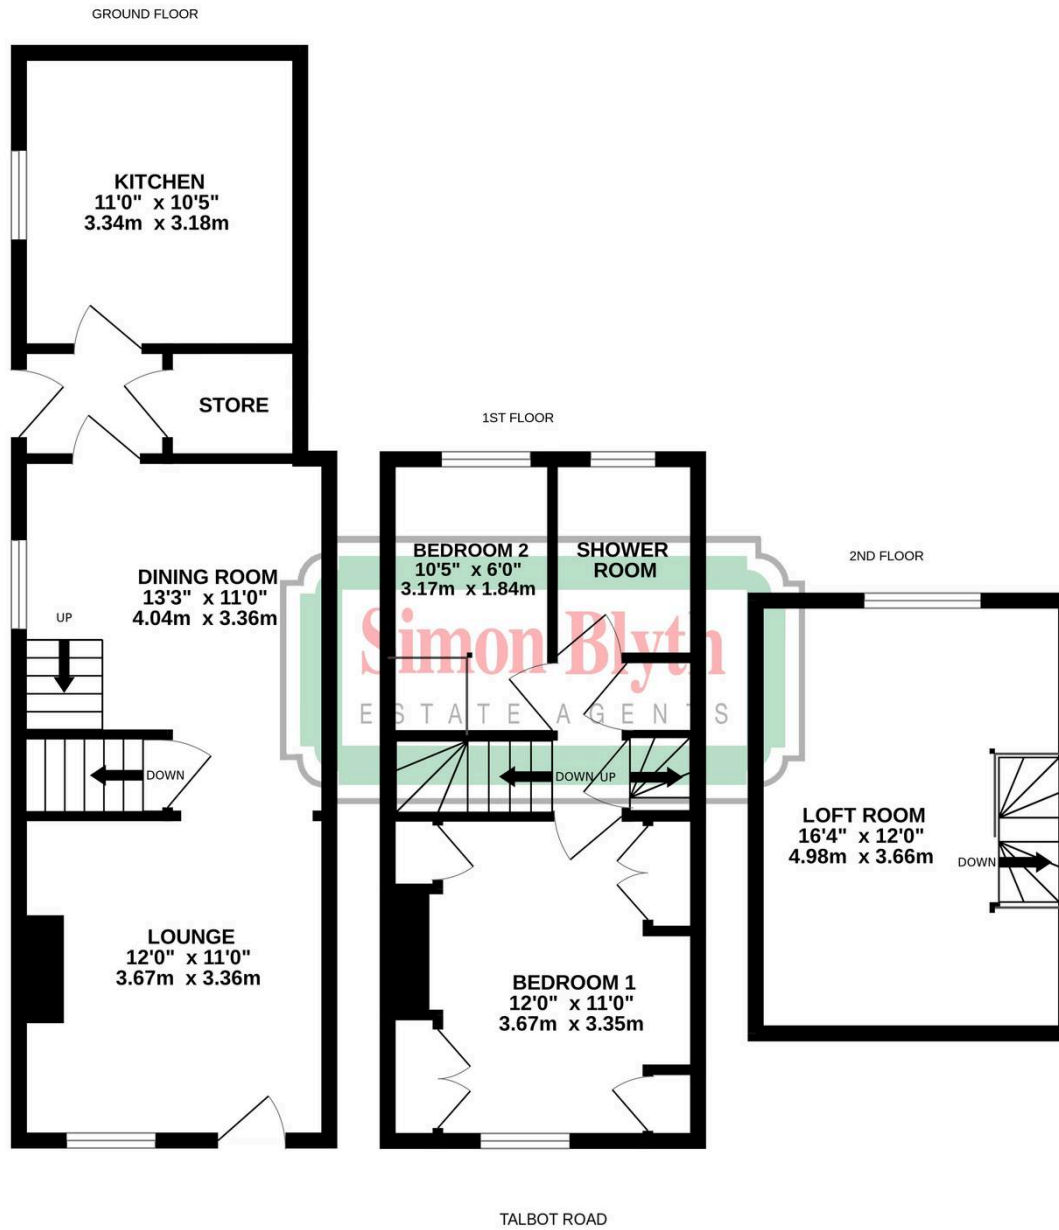 GROUND FLOOR
KITCHEN
11'0" x 10'5"
3.34m x 3.18m
STORE
DINING ROOM
13'3" x 11'0"
4.04m x 3.36m
UP
DOWN
LOUNGE
12'0" x 11'0"
3.67m x 3.36m
1ST FLOOR
BEDROOM 2
10'5" x 6'0"
3.17m x 1.84m
SHOWER
ROOM
Simon Blyth
ESTATE AGENTS
DOWN UP
BEDROOM 1
12'0" x 11'0"
3.67m x 3.35m
2ND FLOOR
LOFT ROOM
16'4" x 12'0"
4.98m x 3.66m
DOWN
TALBOT ROAD